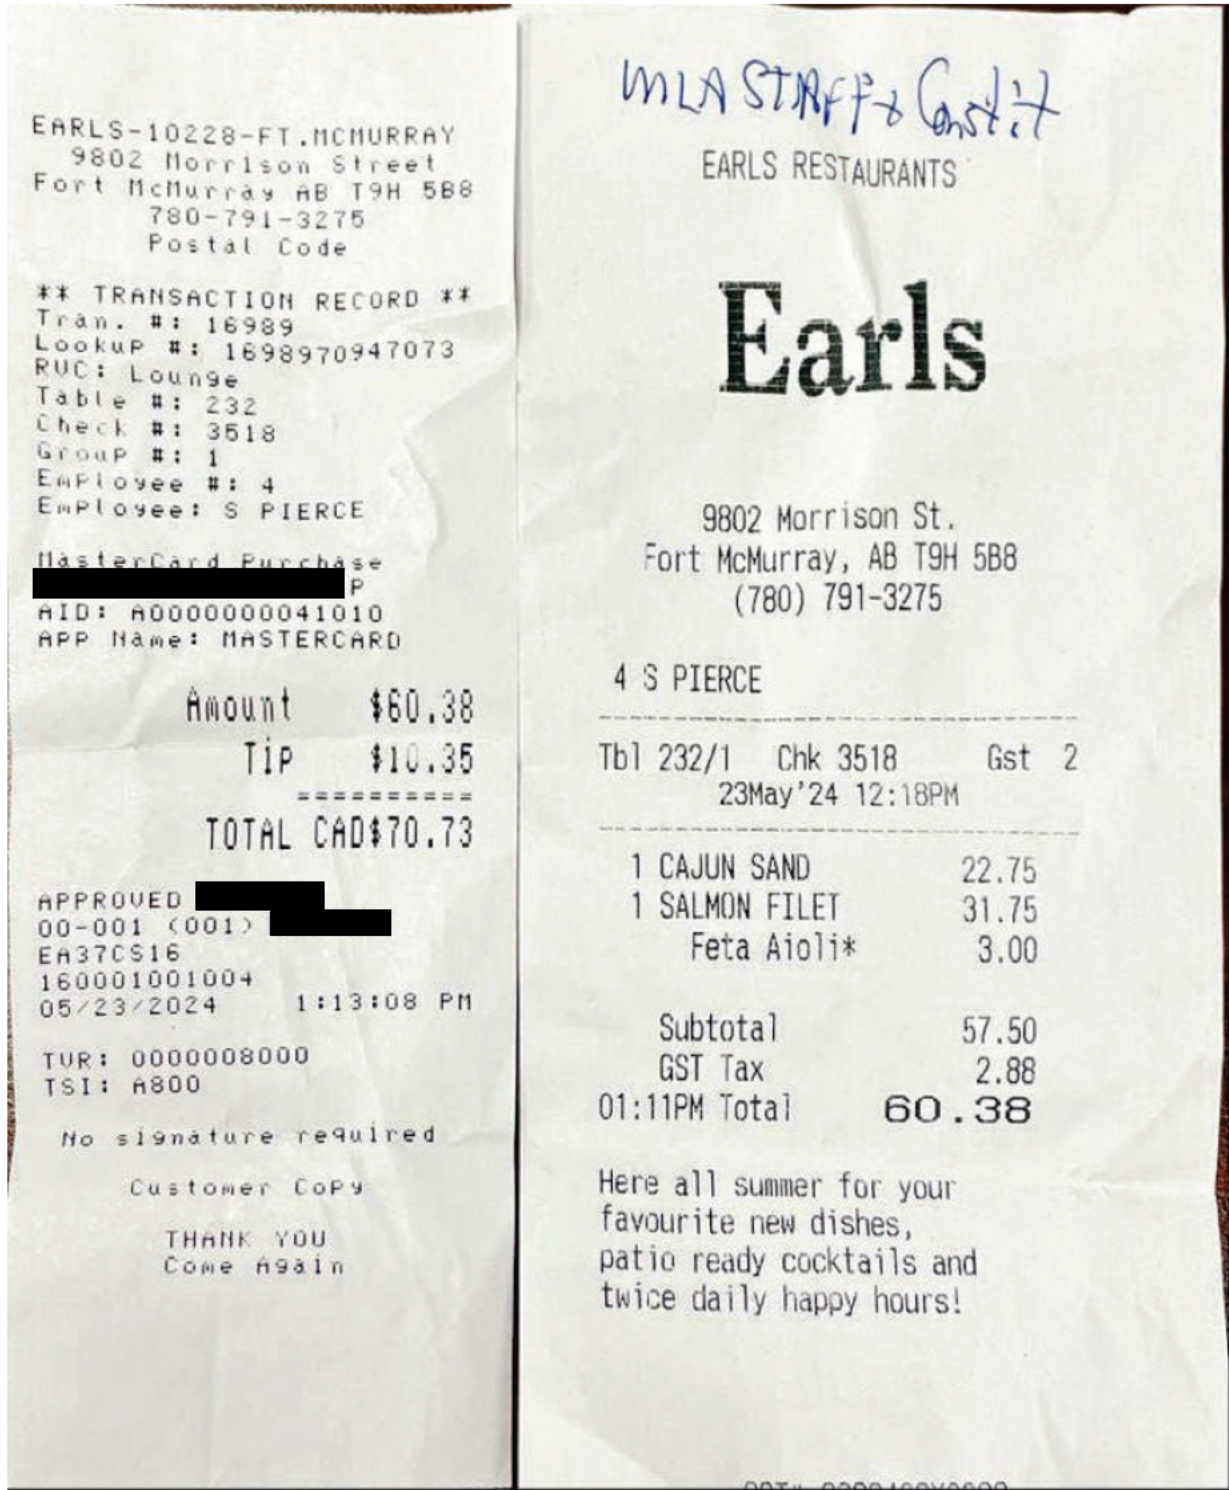 EARLS-10228-FT.MCMURRAY
9802 Morrison Street
Fort McMurray AB T9H 5B8
780-791-3275
Postal Code
** TRANSACTION RECORD **
Tran. #: 16989
Lookup #: 1698970947073
RVC: Lounge
Table #: 232
Check #: 3518
Group #: 1
Employee #: 4
Employee: S PIERCE
MasterCard Purchase
P
AID: A0000000041010
APP Name: MASTERCARD
Amount $60.38
Tip $10.35
==========
TOTAL CAD$70.73
APPROVED
00-001 (001)
EA37CS16
160001001004
05/23/2024 1:13:08 PM
TVR: 0000008000
TSI: A800
No signature required
Customer Copy
THANK YOU
Come Again
MLA STAFF + Constit
EARLS RESTAURANTS
Earls
9802 Morrison St.
Fort McMurray, AB T9H 5B8
(780) 791-3275
4 S PIERCE
Tbl 232/1 Chk 3518 Gst 2
23May'24 12:18PM
1 CAJUN SAND 22.75
1 SALMON FILET 31.75
Feta Aioli* 3.00
Subtotal 57.50
GST Tax 2.88
01:11PM Total 60.38
Here all summer for your
favourite new dishes,
patio ready cocktails and
twice daily happy hours!